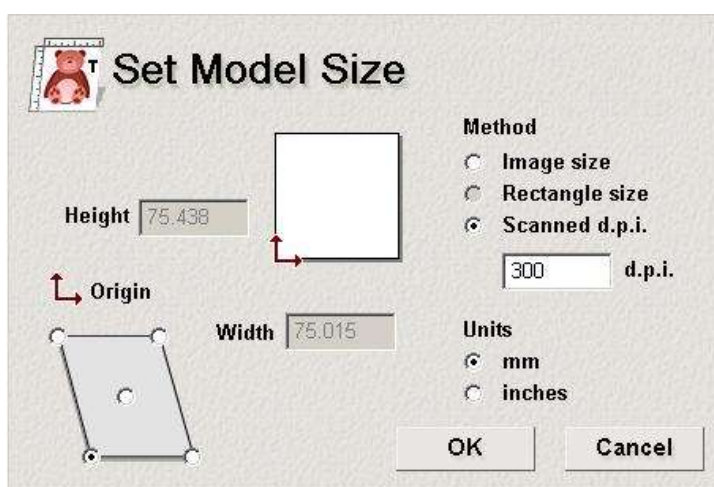 T
Set Model Size
Method
Image size
Rectangle size
Scanned d.p.i.
300 d.p.i.
Height 75.438
Origin
Width 75.015
Units
mm
inches
OK Cancel